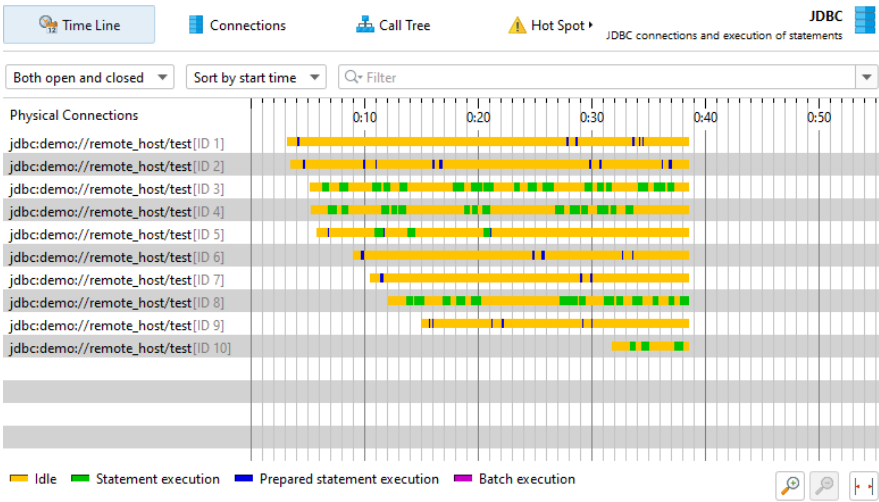 Time Line
Connections
Call Tree
Hot Spot
JDBC
JDBC connections and execution of statements
Both open and closed
Sort by start time
Filter
Physical Connections 0:10 0:20 0:30 0:40 0:50
jdbc:demo://remote_host/test[ID 1]
jdbc:demo://remote_host/test[ID 2]
jdbc:demo://remote_host/test[ID 3]
jdbc:demo://remote_host/test[ID 4]
jdbc:demo://remote_host/test[ID 5]
jdbc:demo://remote_host/test[ID 6]
jdbc:demo://remote_host/test[ID 7]
jdbc:demo://remote_host/test[ID 8]
jdbc:demo://remote_host/test[ID 9]
jdbc:demo://remote_host/test[ID 10]
Idle Statement execution Prepared statement execution Batch execution